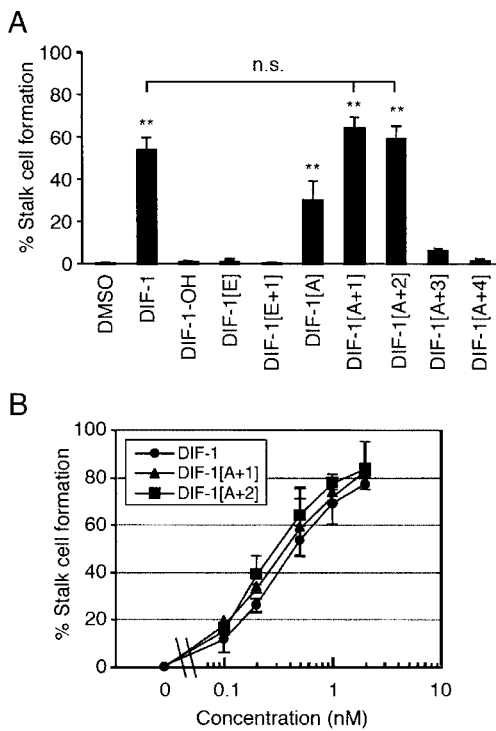 A
n.s.
% Stalk cell formation
100
80
60
40
20
0
**
**
**
**
DMSO
DIF-1
DIF-1-OH
DIF-1[E]
DIF-1[E+1]
DIF-1[A]
DIF-1[A+1]
DIF-1[A+2]
DIF-1[A+3]
DIF-1[A+4]
B
% Stalk cell formation
100
80
60
40
20
0
DIF-1
DIF-1[A+1]
DIF-1[A+2]
0 0.1 1 10
Concentration (nM)